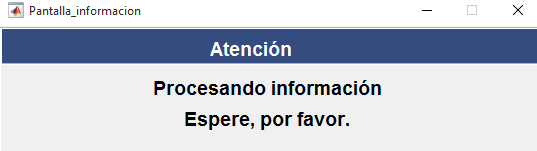 Pantalla_informacion
Atención
Procesando información
Espere, por favor.